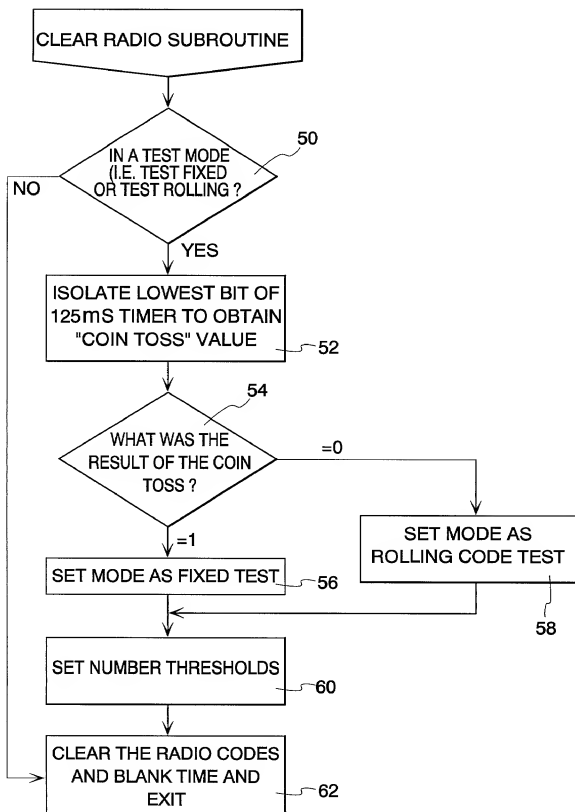 CLEAR RADIO SUBROUTINE
IN A TEST MODE
(I.E. TEST FIXED
OR TEST ROLLING ?
50
NO
YES
ISOLATE LOWEST BIT OF
125mS TIMER TO OBTAIN
"COIN TOSS" VALUE
52
54
WHAT WAS THE
RESULT OF THE COIN
TOSS ?
=0
=1
SET MODE AS
ROLLING CODE TEST
58
SET MODE AS FIXED TEST
56
SET NUMBER THRESHOLDS
60
CLEAR THE RADIO CODES
AND BLANK TIME AND
EXIT
62